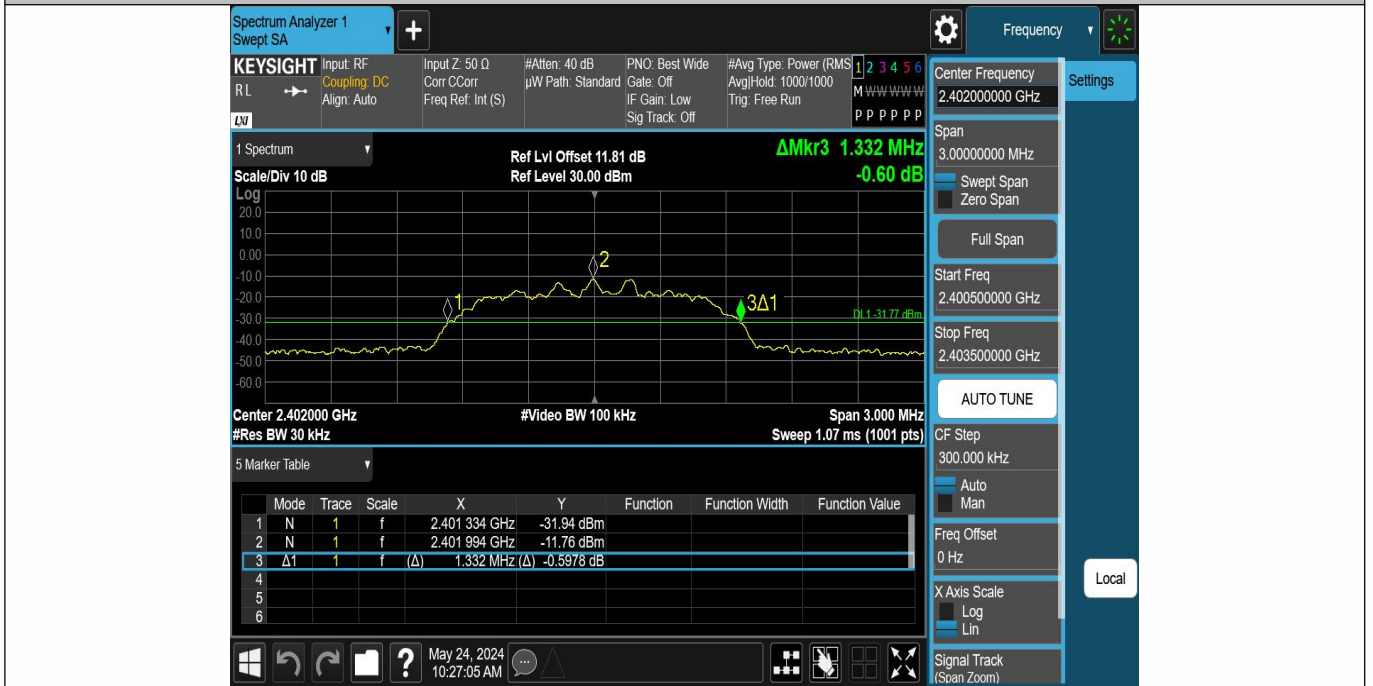 Spectrum Analyzer 1
Swept SA
+
Frequency
KEYSIGHT
RL
LXI
Input: RF
Coupling: DC
Align: Auto
Input Z: 50 Ω
Corr CCorr
Freq Ref: Int (S)
#Atten: 40 dB
µW Path: Standard
PNO: Best Wide
Gate: Off
IF Gain: Low
Sig Track: Off
#Avg Type: Power (RMS
Avg|Hold: 1000/1000
Trig: Free Run
1 2 3 4 5 6
M W W W W W
P P P P P P
1 Spectrum
Scale/Div 10 dB
Ref Lvl Offset 11.81 dB
Ref Level 30.00 dBm
ΔMkr3 1.332 MHz
-0.60 dB
Log
20.0
10.0
0.00
-10.0
-20.0
-30.0
-40.0
-50.0
-60.0
1
2
3Δ1
DL1 -31.77 dBm
Center 2.402000 GHz
#Video BW 100 kHz
Span 3.000 MHz
#Res BW 30 kHz
Sweep 1.07 ms (1001 pts)
5 Marker Table
Mode Trace Scale X Y Function Function Width Function Value
1 N 1 f 2.401 334 GHz -31.94 dBm
2 N 1 f 2.401 994 GHz -11.76 dBm
3 Δ1 1 f (Δ) 1.332 MHz (Δ) -0.5978 dB
4
5
6
Center Frequency
2.402000000 GHz
Settings
Span
3.00000000 MHz
Swept Span
Zero Span
Full Span
Start Freq
2.400500000 GHz
Stop Freq
2.403500000 GHz
AUTO TUNE
CF Step
300.000 kHz
Auto
Man
Freq Offset
0 Hz
X Axis Scale
Log
Lin
Signal Track
(Span Zoom)
Local
?
May 24, 2024
10:27:05 AM